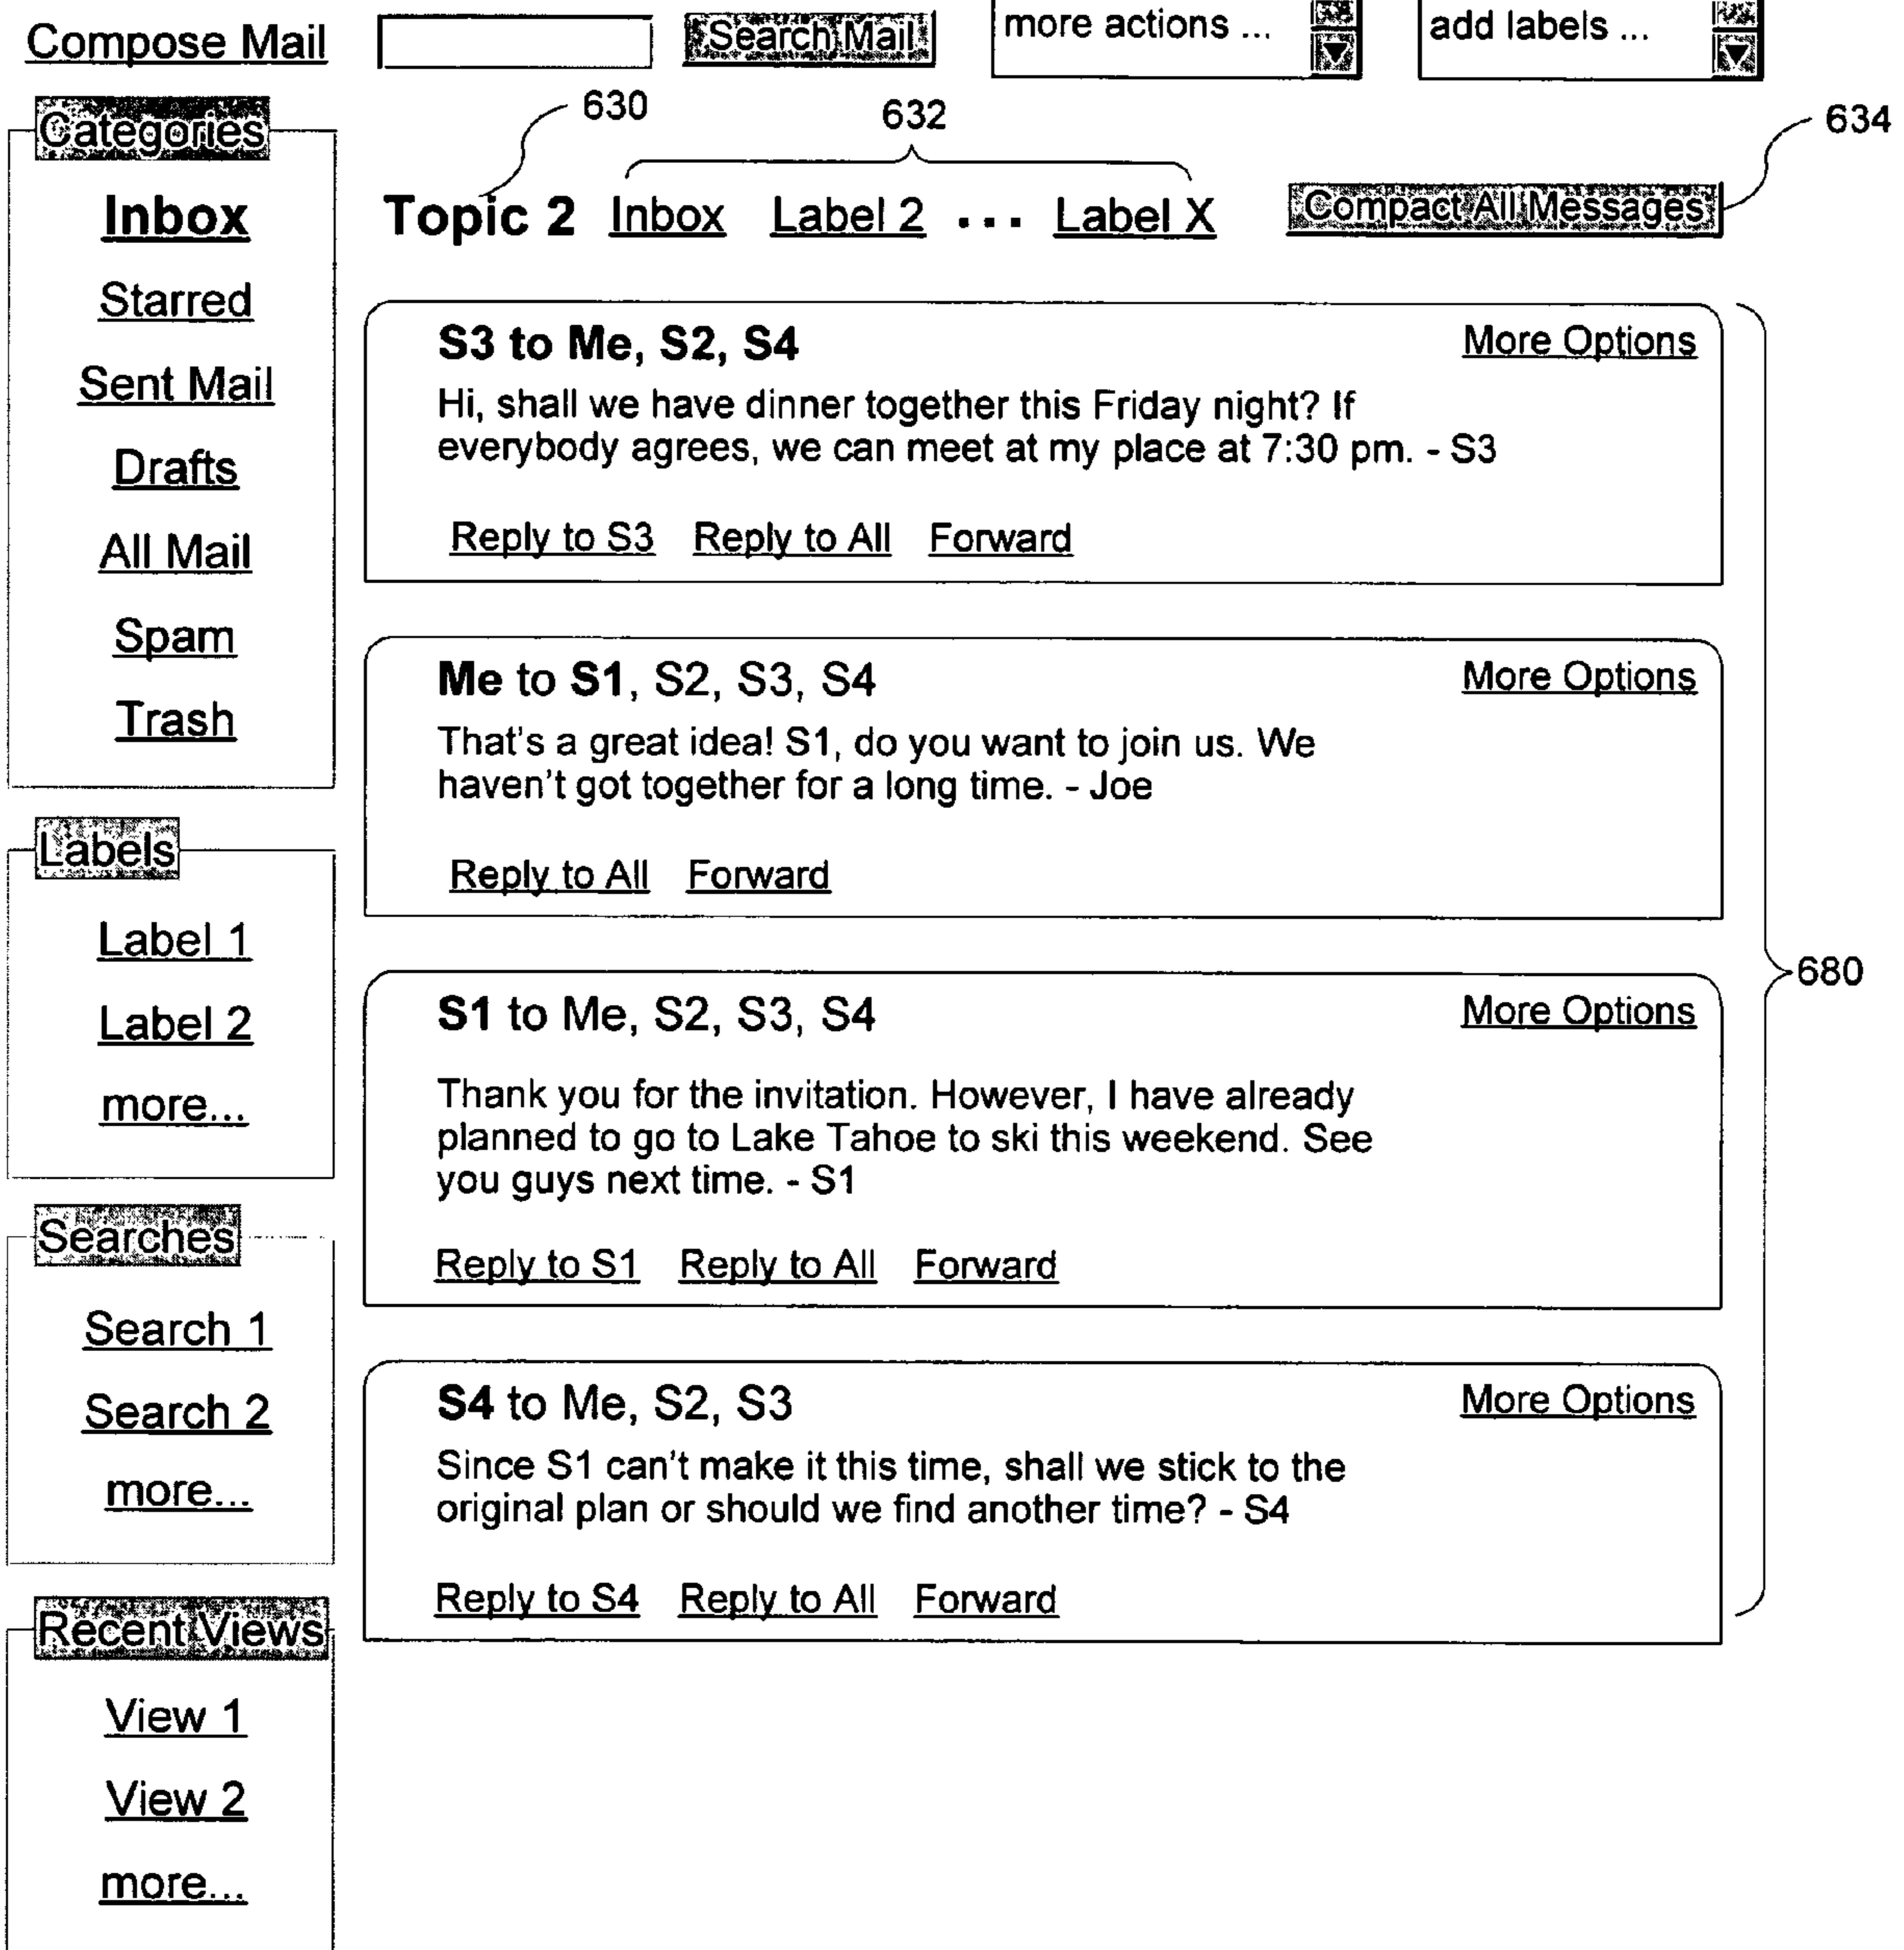 Compose Mail Search Mail more actions ... add labels ...
630 632 634
Categories
Inbox
Starred
Sent Mail
Drafts
All Mail
Spam
Trash
Labels
Label 1
Label 2
more...
Searches
Search 1
Search 2
more...
Recent Views
View 1
View 2
more...
Topic 2 Inbox Label 2 ... Label X Compact All Messages
S3 to Me, S2, S4 More Options
Hi, shall we have dinner together this Friday night? If
everybody agrees, we can meet at my place at 7:30 pm. - S3
Reply to S3 Reply to All Forward
Me to S1, S2, S3, S4 More Options
That's a great idea! S1, do you want to join us. We
haven't got together for a long time. - Joe
Reply to All Forward
S1 to Me, S2, S3, S4 More Options
Thank you for the invitation. However, I have already
planned to go to Lake Tahoe to ski this weekend. See
you guys next time. - S1
Reply to S1 Reply to All Forward
S4 to Me, S2, S3 More Options
Since S1 can't make it this time, shall we stick to the
original plan or should we find another time? - S4
Reply to S4 Reply to All Forward
680